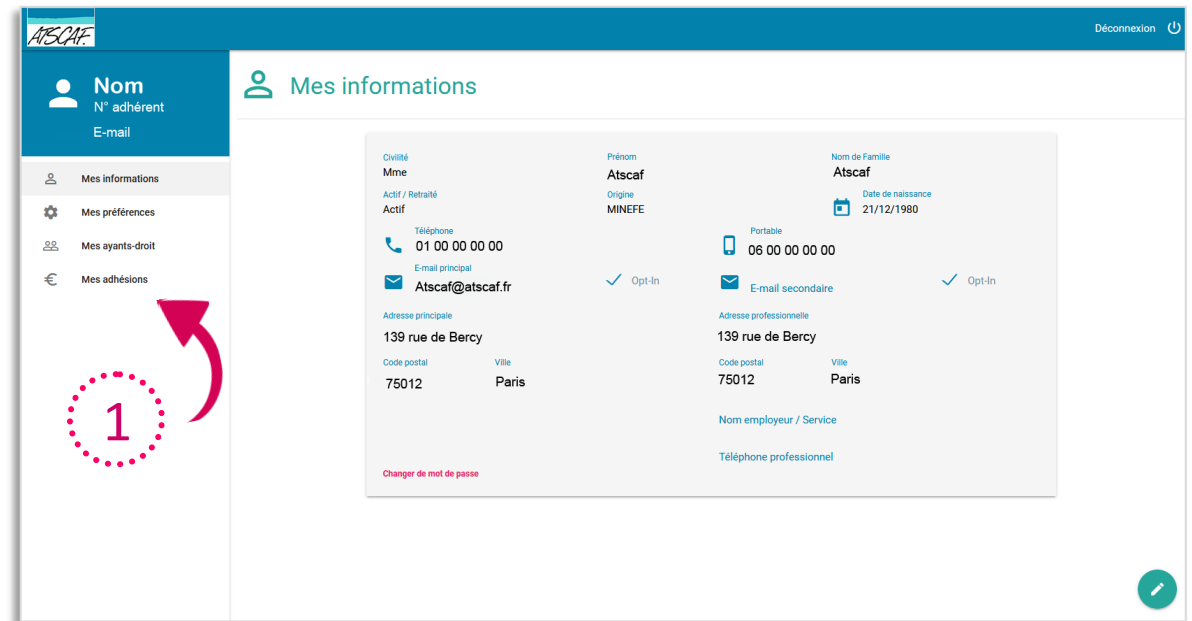 ATSCAF.
Déconnexion
Nom
N° adhérent
E-mail
Mes informations
Mes préférences
Mes ayants-droit
Mes adhésions
1
Mes informations
Civilité Prénom Nom de Famille
Mme Atscaf Atscaf
Actif / Retraité Origine Date de naissance
Actif MINEFE 21/12/1980
Téléphone Portable
01 00 00 00 00 06 00 00 00 00
E-mail principal
Atscaf@atscaf.fr Opt-In E-mail secondaire Opt-In
Adresse principale Adresse professionnelle
139 rue de Bercy 139 rue de Bercy
Code postal Ville Code postal Ville
75012 Paris 75012 Paris
Nom employeur / Service
Téléphone professionnel
Changer de mot de passe